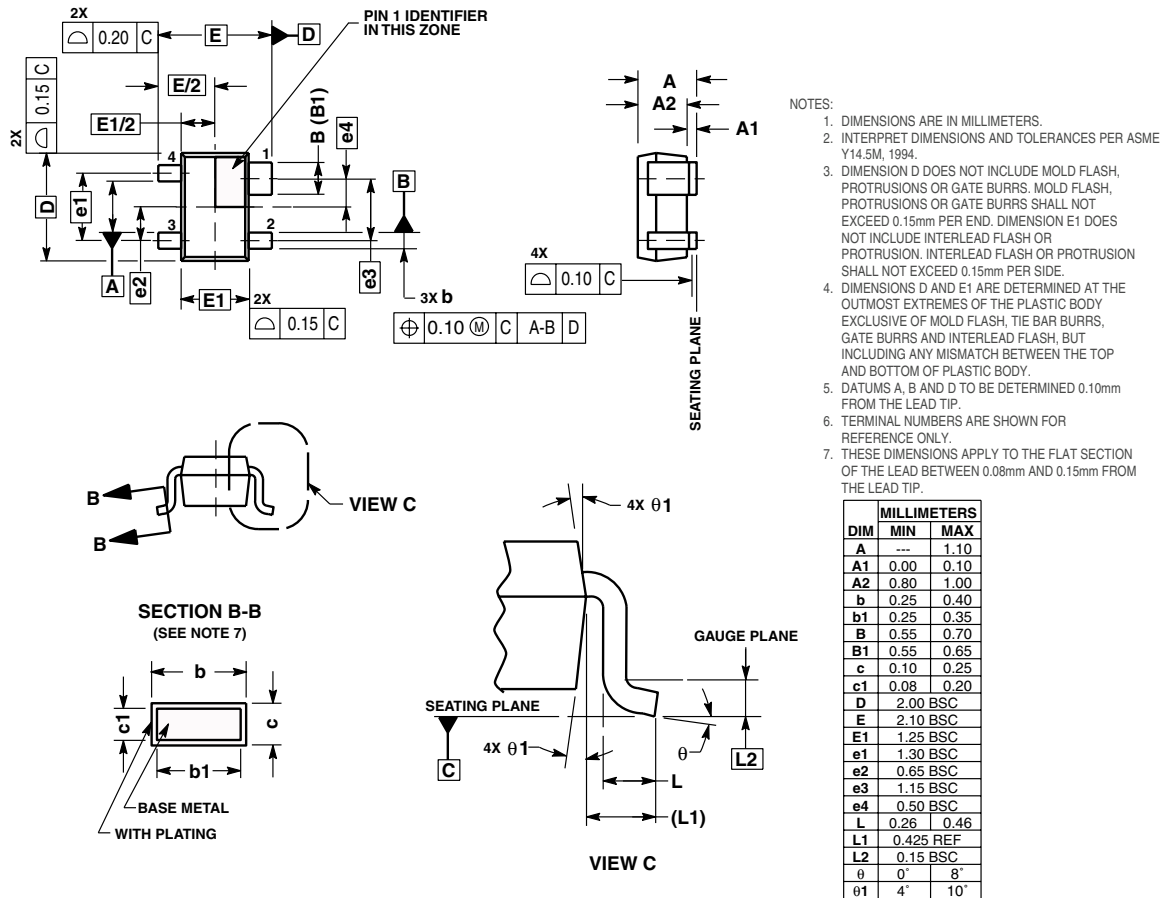 2X
⌓ 0.20 C
E
D
PIN 1 IDENTIFIER
IN THIS ZONE
2X
⌓ 0.15 C
E/2
E1/2
B (B1)
e4
4
1
3
2
D
e1
e2
A
B
e3
E1
2X
⌓ 0.15 C
3X b
⌖ 0.10 Ⓜ C A-B D
A
A2
A1
4X
⌓ 0.10 C
SEATING PLANE
B
B
VIEW C
SECTION B-B
(SEE NOTE 7)
b
c1
c
b1
BASE METAL
WITH PLATING
4X θ1
GAUGE PLANE
SEATING PLANE
C
4X θ1
θ
L2
L
(L1)
VIEW C
NOTES:
1. DIMENSIONS ARE IN MILLIMETERS.
2. INTERPRET DIMENSIONS AND TOLERANCES PER ASME
Y14.5M, 1994.
3. DIMENSION D DOES NOT INCLUDE MOLD FLASH,
PROTRUSIONS OR GATE BURRS. MOLD FLASH,
PROTRUSIONS OR GATE BURRS SHALL NOT
EXCEED 0.15mm PER END. DIMENSION E1 DOES
NOT INCLUDE INTERLEAD FLASH OR
PROTRUSION. INTERLEAD FLASH OR PROTRUSION
SHALL NOT EXCEED 0.15mm PER SIDE.
4. DIMENSIONS D AND E1 ARE DETERMINED AT THE
OUTMOST EXTREMES OF THE PLASTIC BODY
EXCLUSIVE OF MOLD FLASH, TIE BAR BURRS,
GATE BURRS AND INTERLEAD FLASH, BUT
INCLUDING ANY MISMATCH BETWEEN THE TOP
AND BOTTOM OF PLASTIC BODY.
5. DATUMS A, B AND D TO BE DETERMINED 0.10mm
FROM THE LEAD TIP.
6. TERMINAL NUMBERS ARE SHOWN FOR
REFERENCE ONLY.
7. THESE DIMENSIONS APPLY TO THE FLAT SECTION
OF THE LEAD BETWEEN 0.08mm AND 0.15mm FROM
THE LEAD TIP.
MILLIMETERS
DIM MIN MAX
A --- 1.10
A1 0.00 0.10
A2 0.80 1.00
b 0.25 0.40
b1 0.25 0.35
B 0.55 0.70
B1 0.55 0.65
c 0.10 0.25
c1 0.08 0.20
D 2.00 BSC
E 2.10 BSC
E1 1.25 BSC
e1 1.30 BSC
e2 0.65 BSC
e3 1.15 BSC
e4 0.50 BSC
L 0.26 0.46
L1 0.425 REF
L2 0.15 BSC
θ 0° 8°
θ1 4° 10°